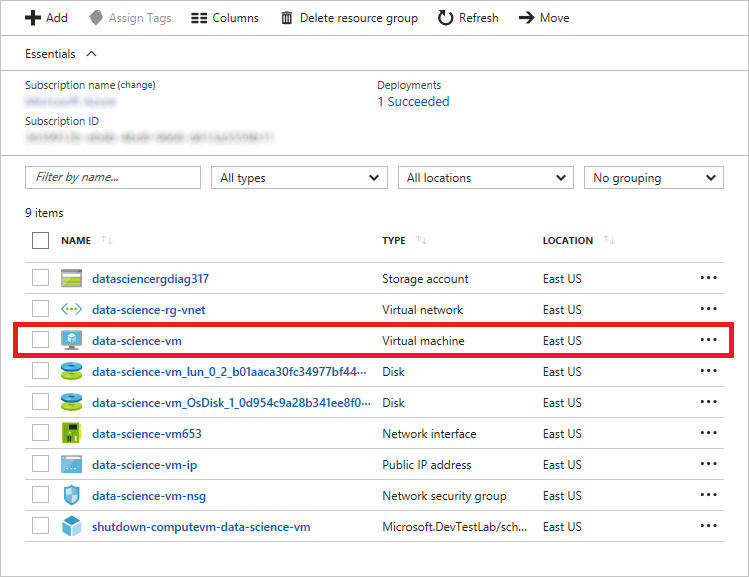 Add Assign Tags Columns Delete resource group Refresh Move
Essentials
Subscription name (change) Deployments
1 Succeeded
Subscription ID
Filter by name... All types All locations No grouping
9 items
NAME TYPE LOCATION
datasciencergdiag317 Storage account East US ...
data-science-rg-vnet Virtual network East US ...
data-science-vm Virtual machine East US ...
data-science-vm_lun_0_2_b01aaca30fc34977bf44... Disk East US ...
data-science-vm_OsDisk_1_0d954c9a28b341ee8f0... Disk East US ...
data-science-vm653 Network interface East US ...
data-science-vm-ip Public IP address East US ...
data-science-vm-nsg Network security group East US ...
shutdown-computevm-data-science-vm Microsoft.DevTestLab/sch... East US ...